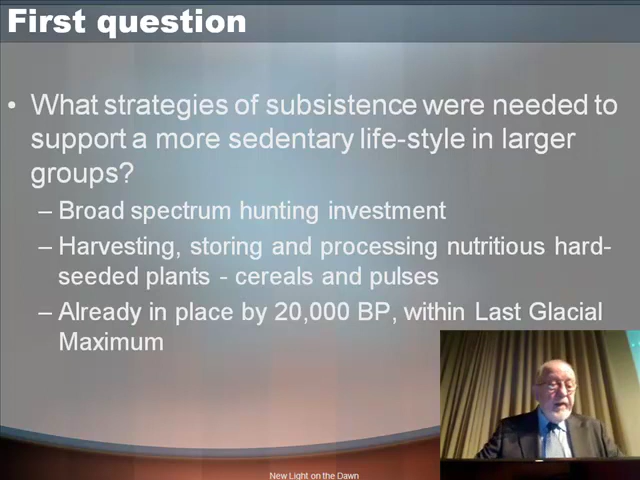 First question
• What strategies of subsistence were needed to
support a more sedentary life-style in larger
groups?
– Broad spectrum hunting investment
– Harvesting, storing and processing nutritious hard-
seeded plants - cereals and pulses
– Already in place by 20,000 BP, within Last Glacial
Maximum
New Light on the Dawn